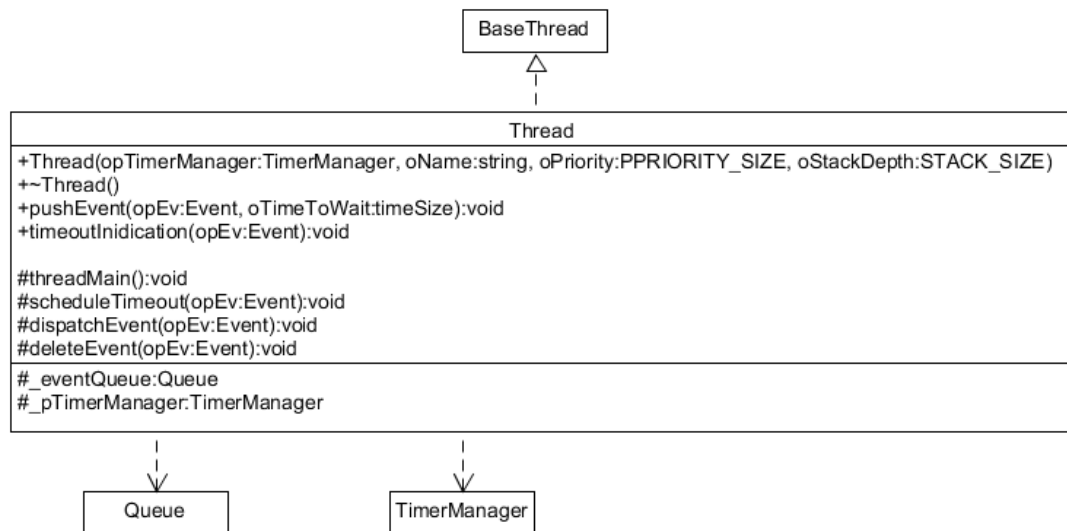 BaseThread
Thread
+Thread(opTimerManager:TimerManager, oName:string, oPriority:PPRIORITY_SIZE, oStackDepth:STACK_SIZE)
+~Thread()
+pushEvent(opEv:Event, oTimeToWait:timeSize):void
+timeoutInidication(opEv:Event):void
#threadMain():void
#scheduleTimeout(opEv:Event):void
#dispatchEvent(opEv:Event):void
#deleteEvent(opEv:Event):void
#_eventQueue:Queue
#_pTimerManager:TimerManager
Queue
TimerManager